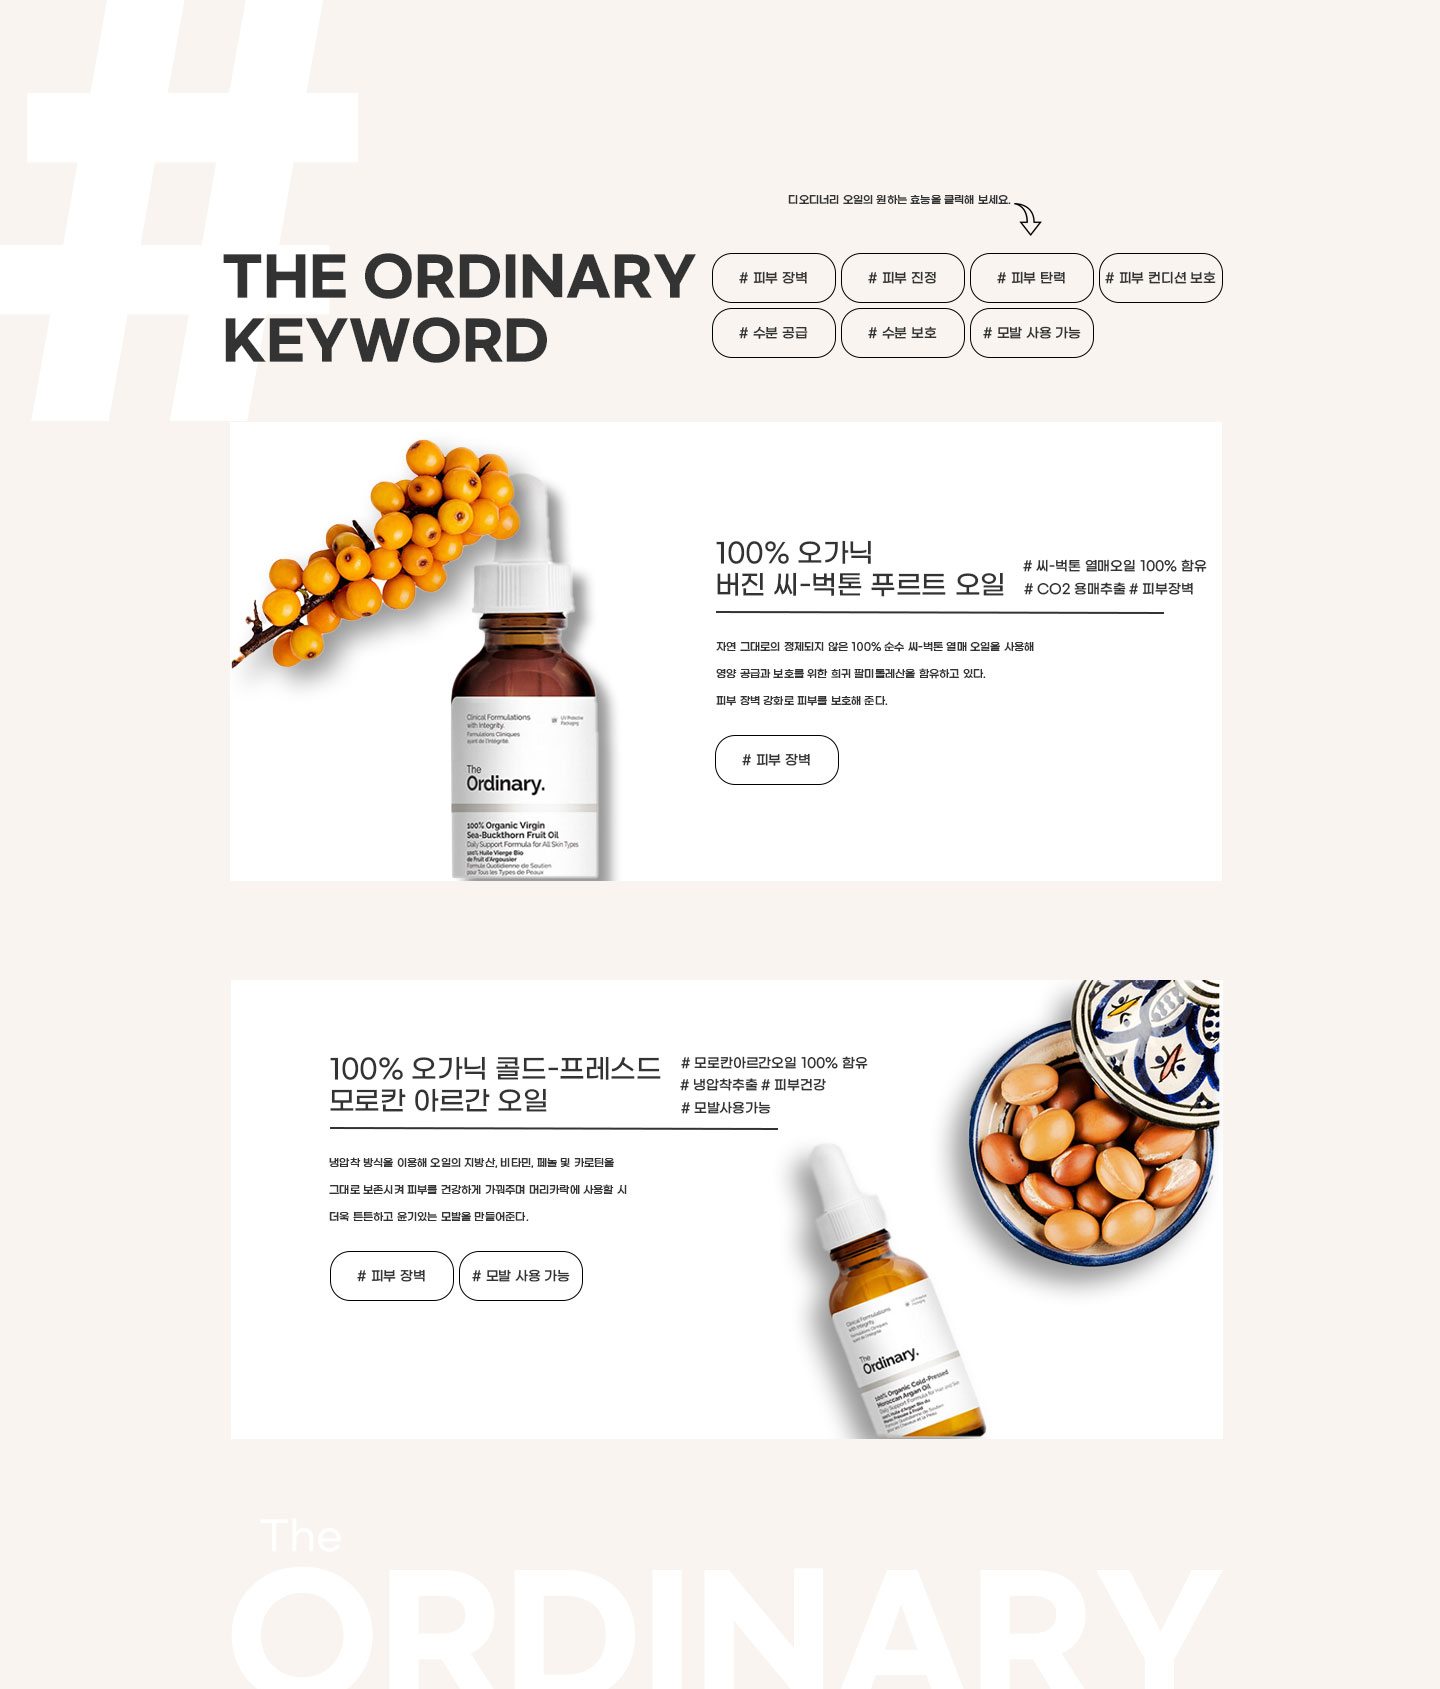 #
디오디너리 오일의 원하는 효능을 클릭해 보세요.
THE ORDINARY
KEYWORD
# 피부 장벽
# 피부 진정
# 피부 탄력
# 피부 컨디션 보호
# 수분 공급
# 수분 보호
# 모발 사용 가능
100% 오가닉
버진 씨-벅톤 푸르트 오일
# 씨-벅톤 열매오일 100% 함유
# CO2 용매추출 # 피부장벽
자연 그대로의 정제되지 않은 100% 순수 씨-벅톤 열매 오일을 사용해
영양 공급과 보호를 위한 희귀 팔미톨레산을 함유하고 있다.
피부 장벽 강화로 피부를 보호해 준다.
# 피부 장벽
Clinical Formulations
with Integrity.
Formulations Cliniques
ayant de l'intégrité.
UV Protective
Packaging
The
Ordinary.
100% Organic Virgin
Sea-Buckthorn Fruit Oil
Daily Support Formula for All Skin Types
100% Huile Vierge Bio
de Fruit d'Argousier
Formule Quotidienne de Soutien
pour Tous les Types de Peaux
100% 오가닉 콜드-프레스드
모로칸 아르간 오일
# 모로칸아르간오일 100% 함유
# 냉압착추출 # 피부건강
# 모발사용가능
냉압착 방식을 이용해 오일의 지방산, 비타민, 페놀 및 카로틴을
그대로 보존시켜 피부를 건강하게 가꿔주며 머리카락에 사용할 시
더욱 튼튼하고 윤기있는 모발을 만들어준다.
# 피부 장벽
# 모발 사용 가능
Clinical Formulations
with Integrity.
Formulations Cliniques
ayant de l'intégrité.
The
Ordinary.
100% Organic Cold-Pressed
Moroccan Argan Oil
Daily Support Formula for Hair and Skin
The
ORDINARY